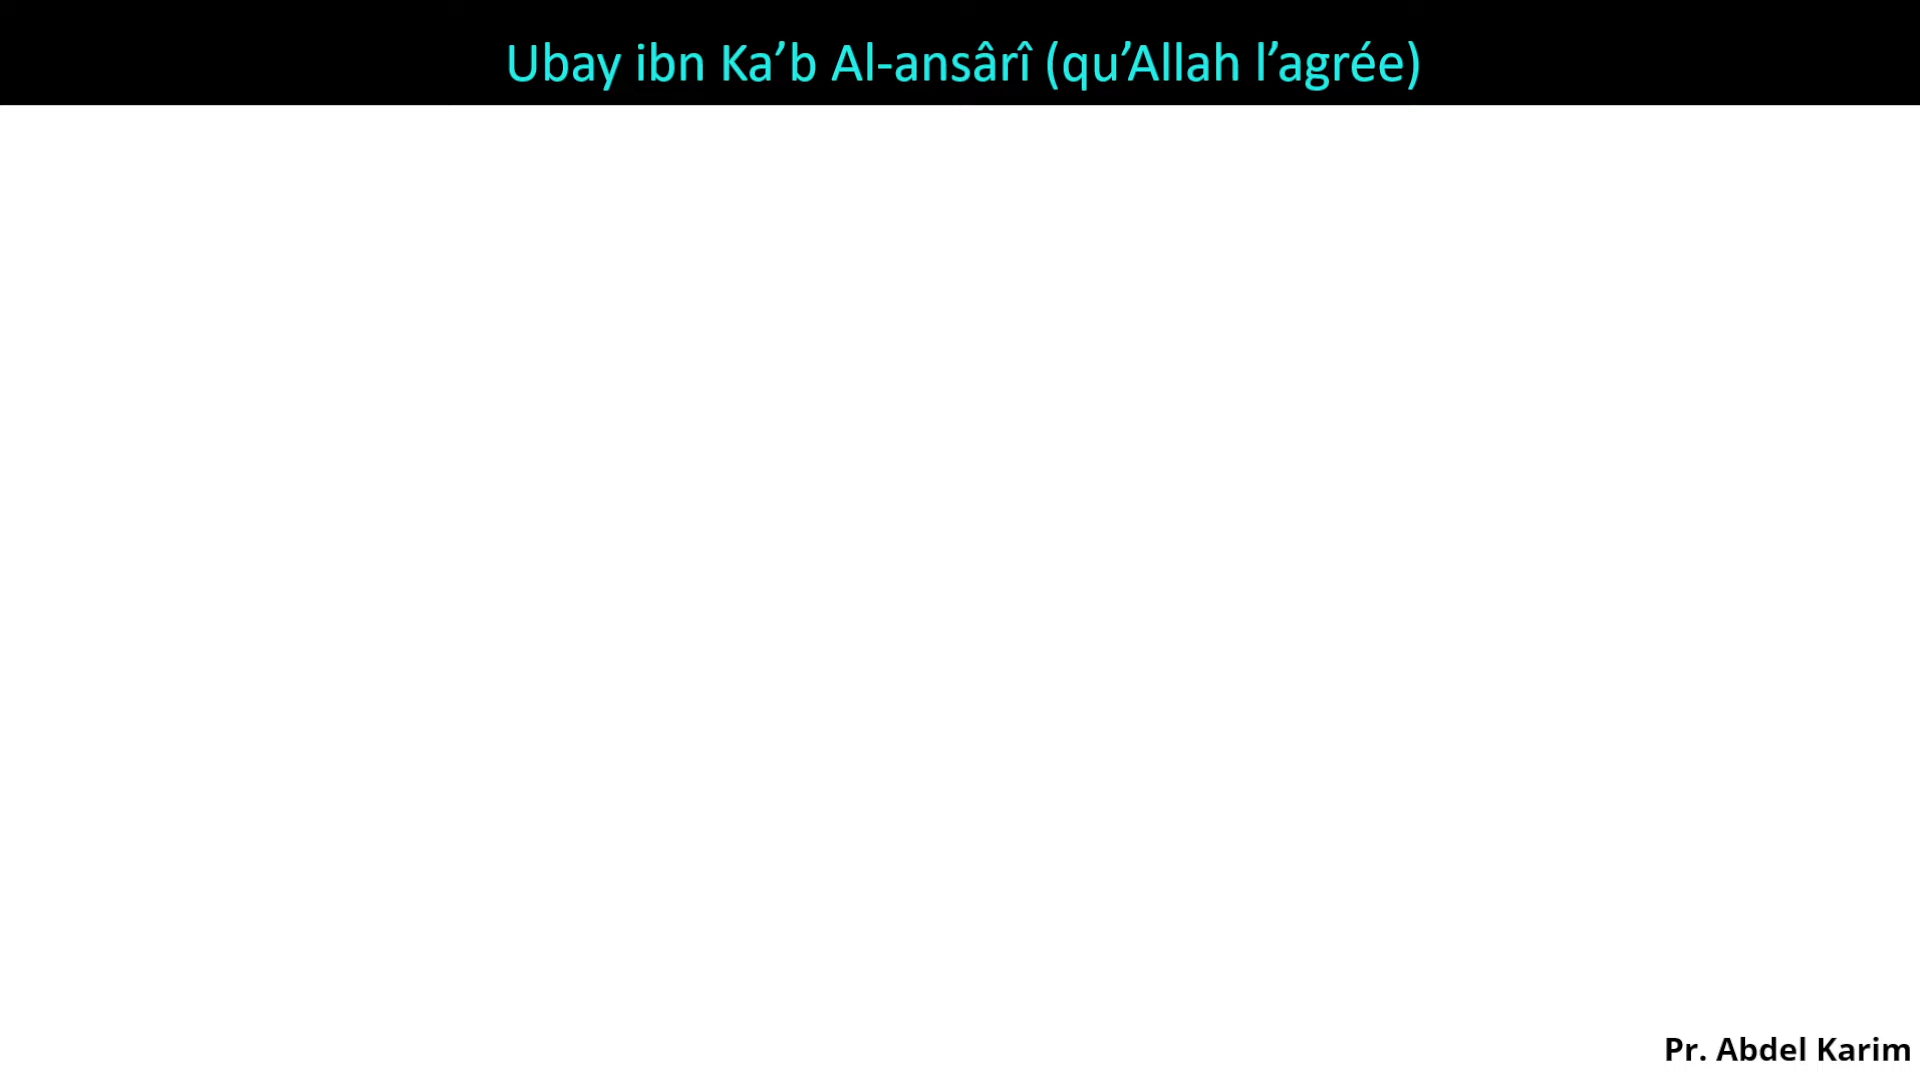 Ubay ibn Ka’b Al-ansârî (qu’Allah l’agrée)
Pr. Abdel Karim